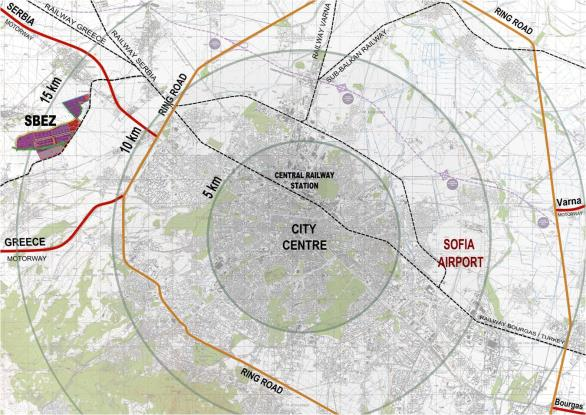 SERBIA
MOTORWAY
RAILWAY GREECE
RAILWAY SERBIA
RAILWAY VARNA
SUB-BALKAN RAILWAY
RING ROAD
15 km
SBEZ
10 km
RING ROAD
5 km
CENTRAL RAILWAY
STATION
CITY
CENTRE
SOFIA
AIRPORT
Varna
MOTORWAY
GREECE
MOTORWAY
RAILWAY BOURGAS / TURKEY
RING ROAD
Bourgas